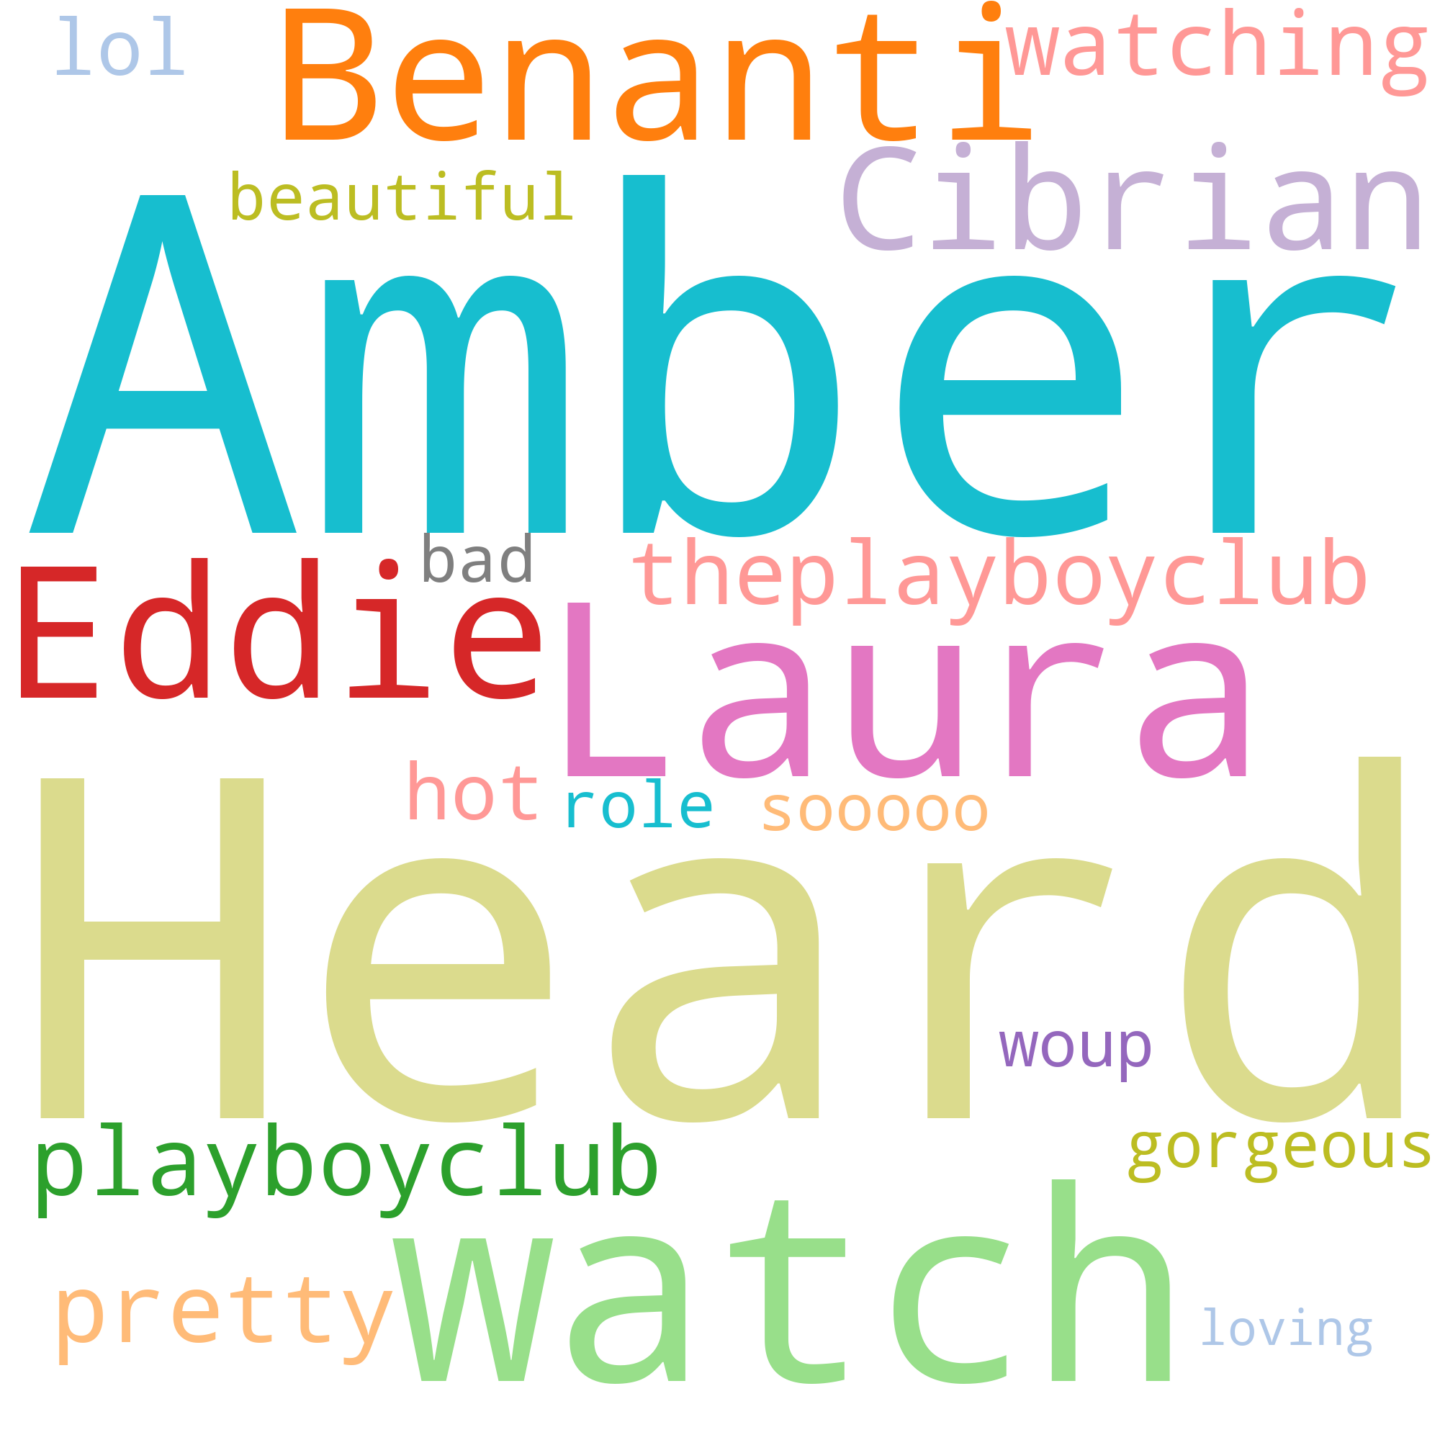 lol
Benanti
watching
beautiful
Cibrian
Amber
bad
theplayboyclub
Eddie
Laura
hot
role
sooooo
Heard
woup
playboyclub
gorgeous
watch
pretty
loving